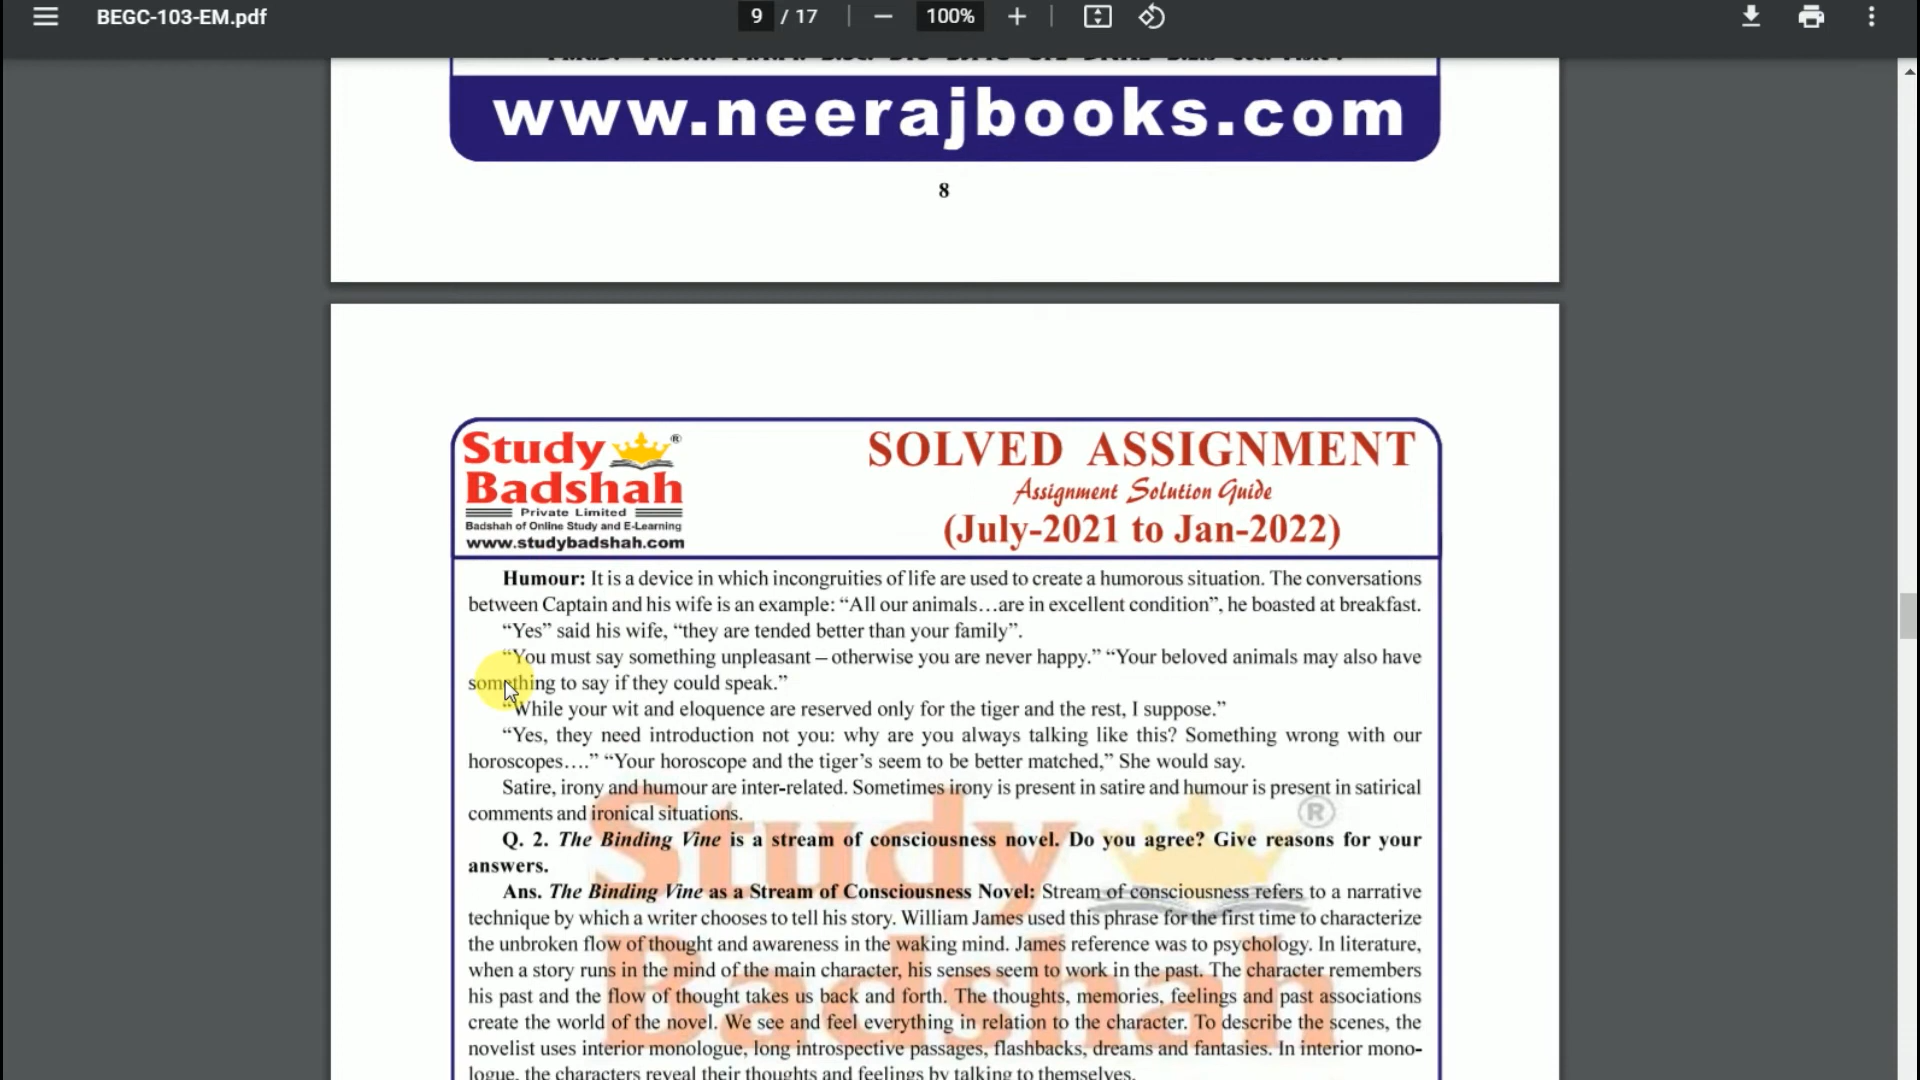 BEGC-103-EM.pdf
9 / 17
100%
www.neerajbooks.com
8
Study
Badshah
®
Private Limited
Badshah of Online Study and E-Learning
www.studybadshah.com
SOLVED ASSIGNMENT
Assignment Solution Guide
(July-2021 to Jan-2022)
Humour: It is a device in which incongruities of life are used to create a humorous situation. The conversations
between Captain and his wife is an example: “All our animals…are in excellent condition”, he boasted at breakfast.
“Yes” said his wife, “they are tended better than your family”.
“You must say something unpleasant – otherwise you are never happy.” “Your beloved animals may also have
something to say if they could speak.”
“While your wit and eloquence are reserved only for the tiger and the rest, I suppose.”
“Yes, they need introduction not you: why are you always talking like this? Something wrong with our
horoscopes….” “Your horoscope and the tiger’s seem to be better matched,” She would say.
Satire, irony and humour are inter-related. Sometimes irony is present in satire and humour is present in satirical
comments and ironical situations.
Q. 2. The Binding Vine is a stream of consciousness novel. Do you agree? Give reasons for your
answers.
Ans. The Binding Vine as a Stream of Consciousness Novel: Stream of consciousness refers to a narrative
technique by which a writer chooses to tell his story. William James used this phrase for the first time to characterize
the unbroken flow of thought and awareness in the waking mind. James reference was to psychology. In literature,
when a story runs in the mind of the main character, his senses seem to work in the past. The character remembers
his past and the flow of thought takes us back and forth. The thoughts, memories, feelings and past associations
create the world of the novel. We see and feel everything in relation to the character. To describe the scenes, the
novelist uses interior monologue, long introspective passages, flashbacks, dreams and fantasies. In interior mono-
logue, the characters reveal their thoughts and feelings by talking to themselves.
Study
®
Badshah